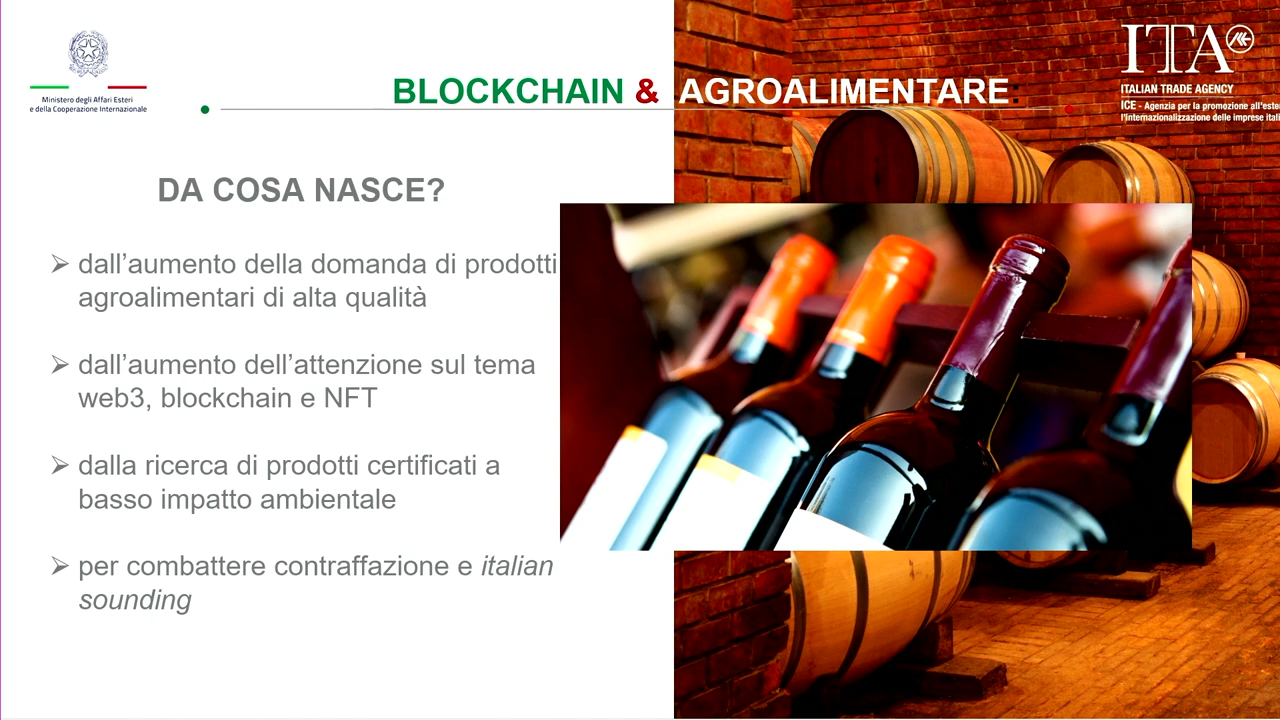 Ministero degli Affari Esteri
e della Cooperazione Internazionale
BLOCKCHAIN & AGROALIMENTARE:
ITA
ITALIAN TRADE AGENCY
ICE - Agenzia per la promozione all'este
l'internazionalizzazione delle imprese itali
DA COSA NASCE?
➢ dall’aumento della domanda di prodotti
agroalimentari di alta qualità
➢ dall’aumento dell’attenzione sul tema
web3, blockchain e NFT
➢ dalla ricerca di prodotti certificati a
basso impatto ambientale
➢ per combattere contraffazione e italian
sounding